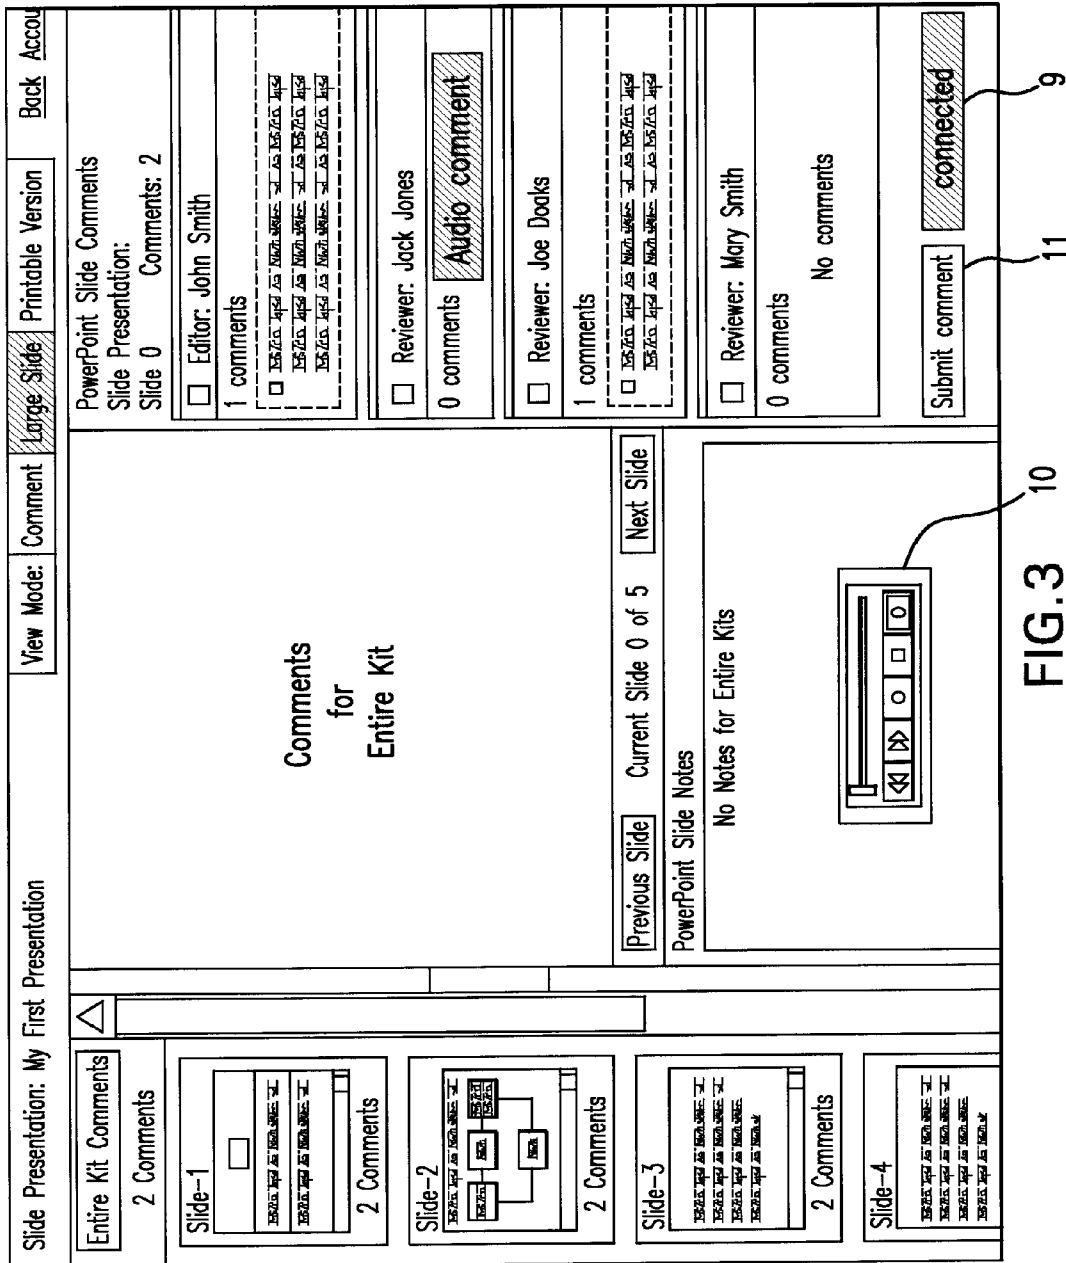 Slide Presentation: My First Presentation
View Mode: Comment Large Slide Printable Version Back Accou
Entire Kit Comments
2 Comments
Slide-1
2 Comments
Slide-2
2 Comments
Slide-3
2 Comments
Slide-4
Comments
for
Entire Kit
Previous Slide Current Slide 0 of 5 Next Slide
PowerPoint Slide Notes
No Notes for Entire Kits
PowerPoint Slide Comments
Slide Presentation:
Slide 0 Comments: 2
Editor: John Smith
1 comments
Reviewer: Jack Jones
0 comments Audio comment
Reviewer: Joe Doaks
1 comments
Reviewer: Mary Smith
0 comments
No comments
Submit comment connected
10
11
9
FIG.3